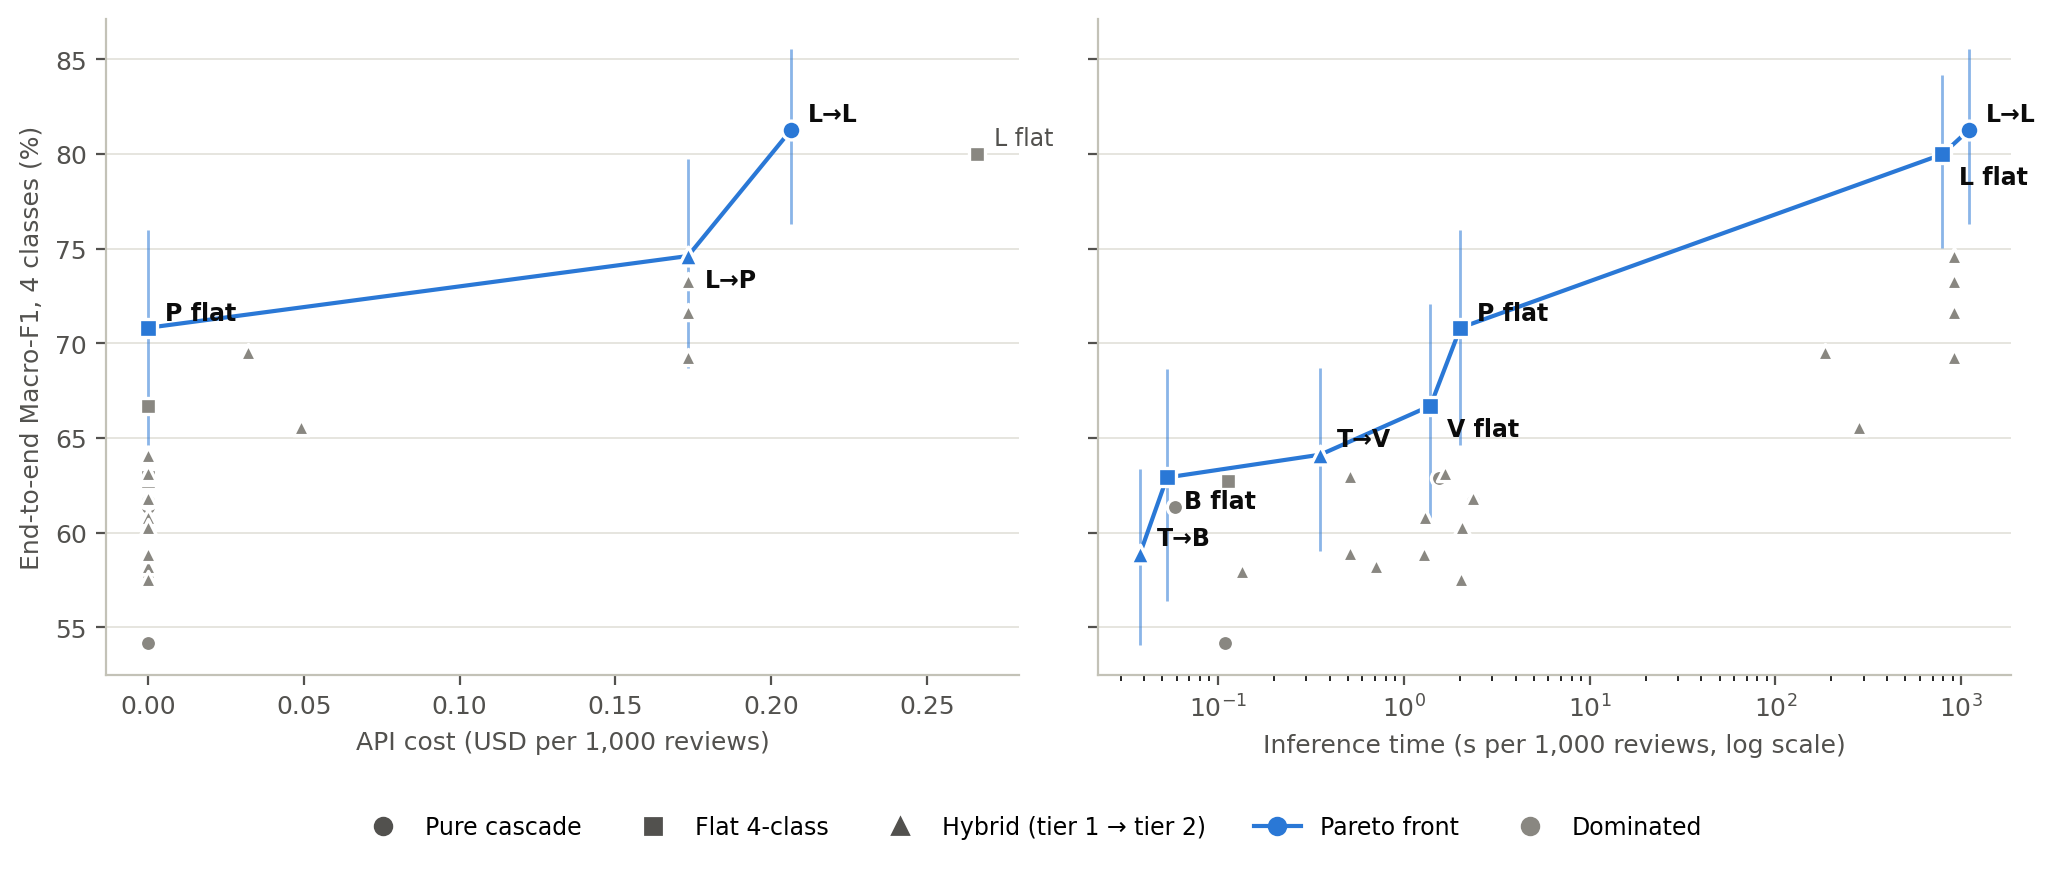 End-to-end Macro-F1, 4 classes (%)
85
80
75
70
65
60
55
L→L
L flat
L→P
P flat
0.00
0.05
0.10
0.15
0.20
0.25
API cost (USD per 1,000 reviews)
L→L
L flat
P flat
T→V
V flat
B flat
T→B
10⁻¹
10⁰
10¹
10²
10³
Inference time (s per 1,000 reviews, log scale)
Pure cascade
Flat 4-class
Hybrid (tier 1 → tier 2)
Pareto front
Dominated